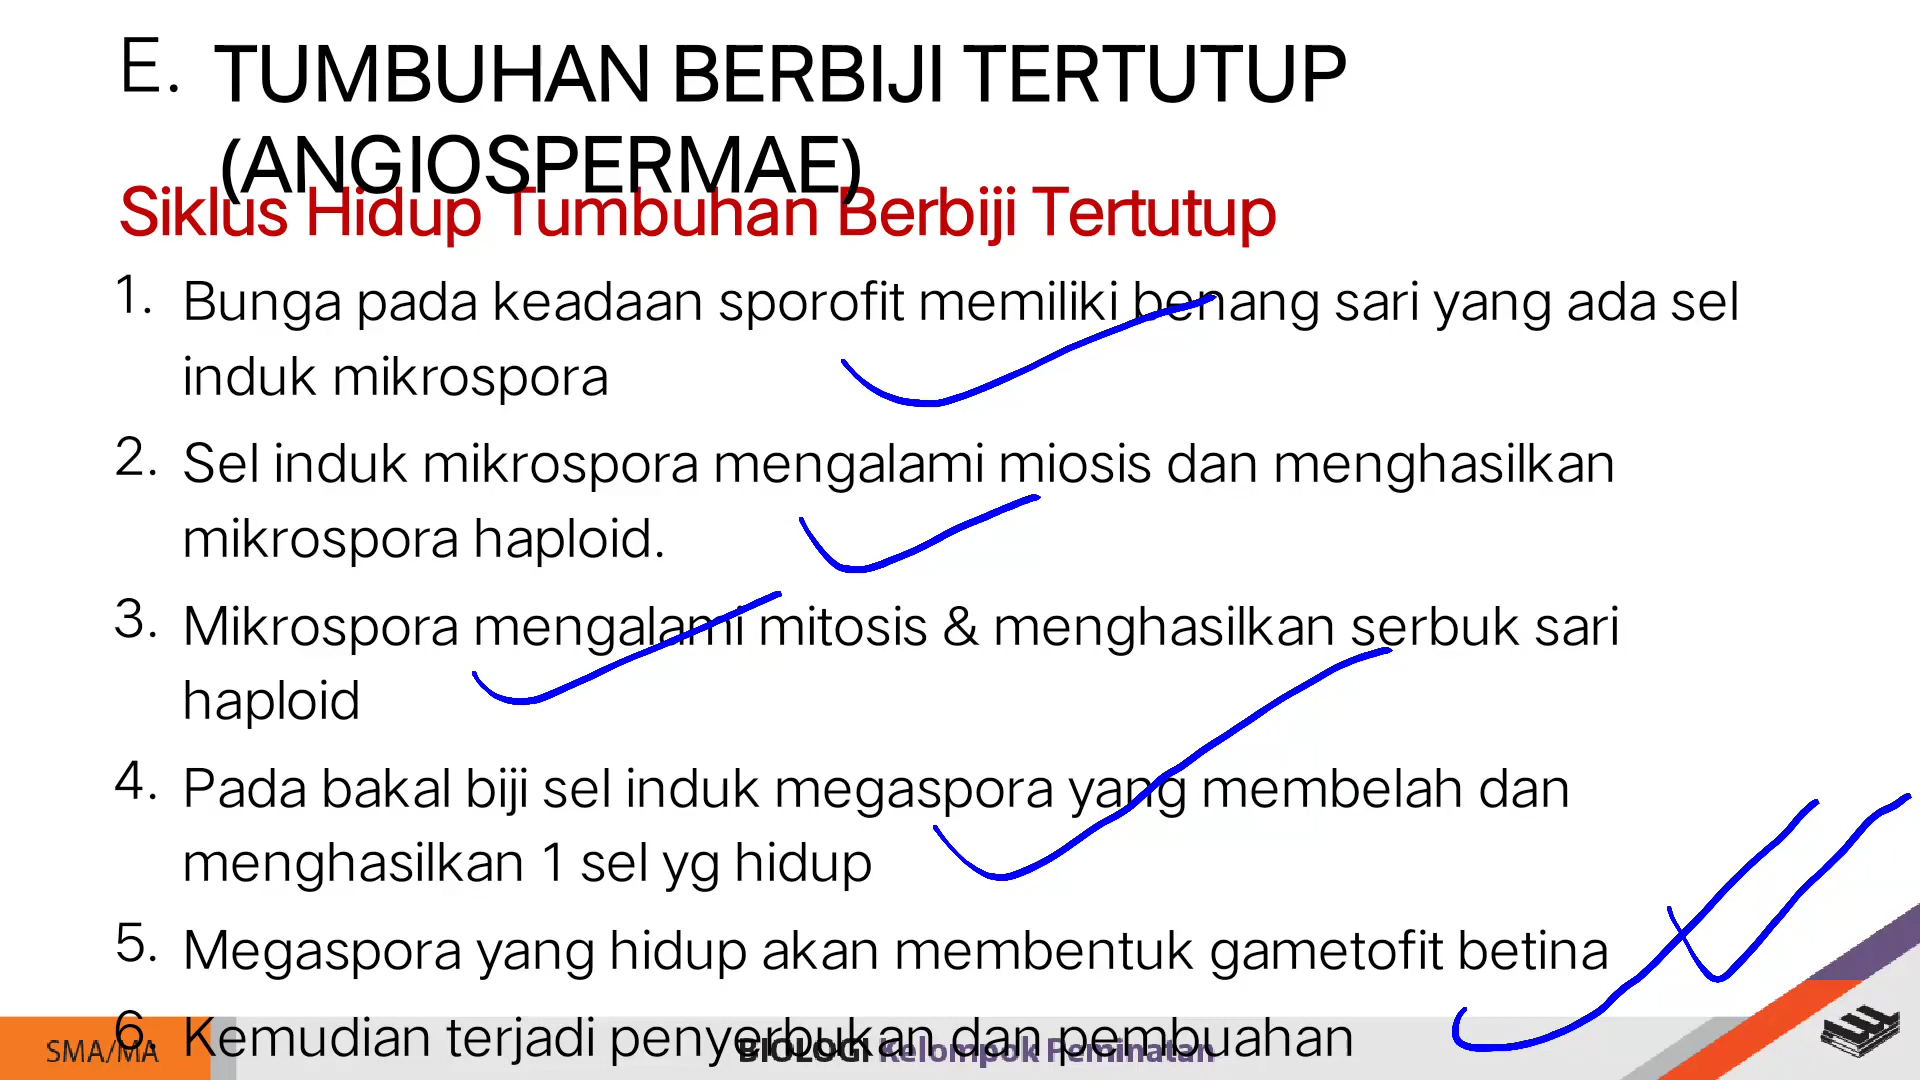 E. TUMBUHAN BERBIJI TERTUTUP
(ANGIOSPERMAE)
Siklus Hidup Tumbuhan Berbiji Tertutup
1. Bunga pada keadaan sporofit memiliki benang sari yang ada sel
induk mikrospora
2. Sel induk mikrospora mengalami miosis dan menghasilkan
mikrospora haploid.
3. Mikrospora mengalami mitosis & menghasilkan serbuk sari
haploid
4. Pada bakal biji sel induk megaspora yang membelah dan
menghasilkan 1 sel yg hidup
5. Megaspora yang hidup akan membentuk gametofit betina
6. Kemudian terjadi penyerbukan dan pembuahan
SMA/MA
BIOLOGI Kelompok Peminatan